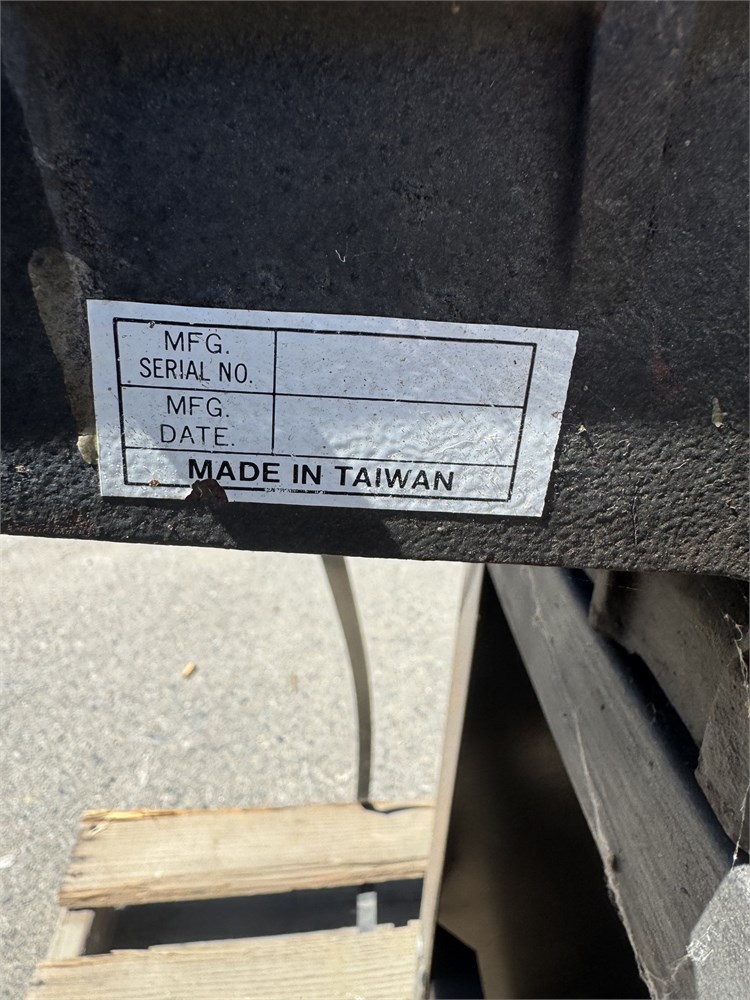 MFG.
SERIAL NO.
MFG.
DATE.
MADE IN TAIWAN